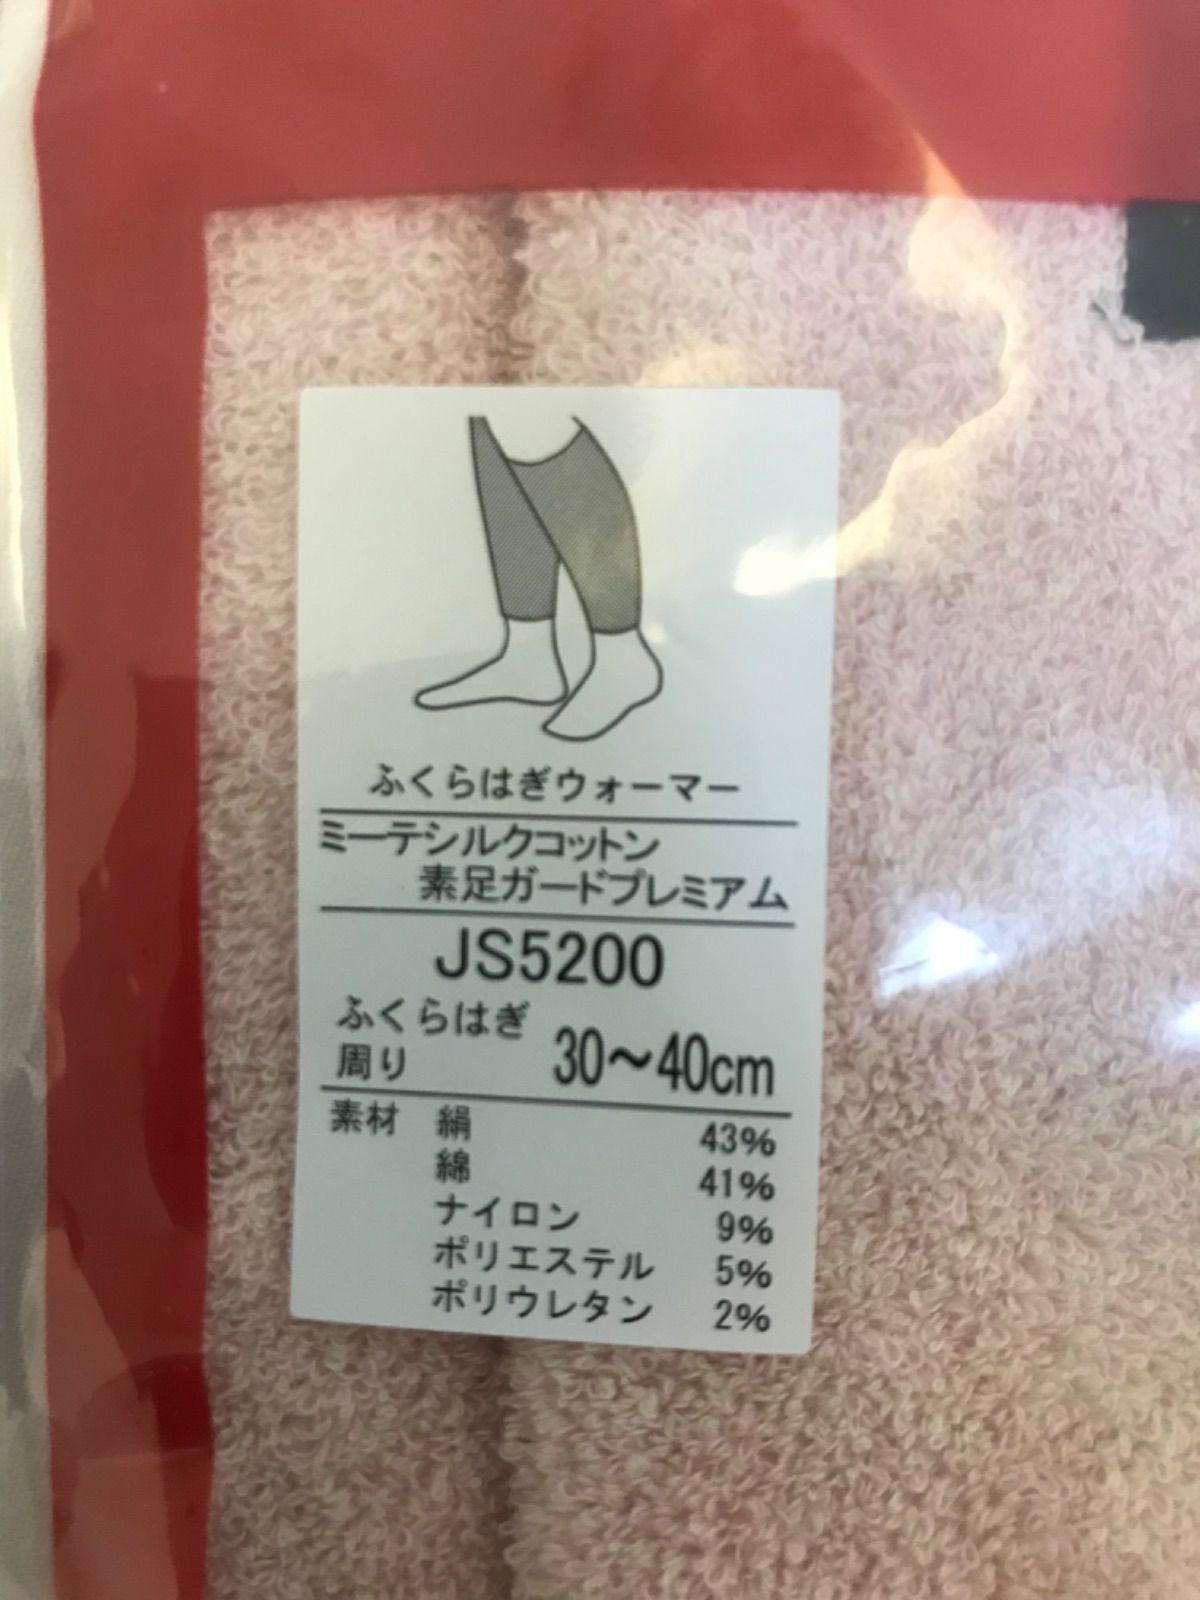 ふくらはぎウォーマー
ミーテシルクコットン
素足ガードプレミアム
JS5200
ふくらはぎ
周り 30〜40cm
素材 絹 43%
綿 41%
ナイロン 9%
ポリエステル 5%
ポリウレタン 2%